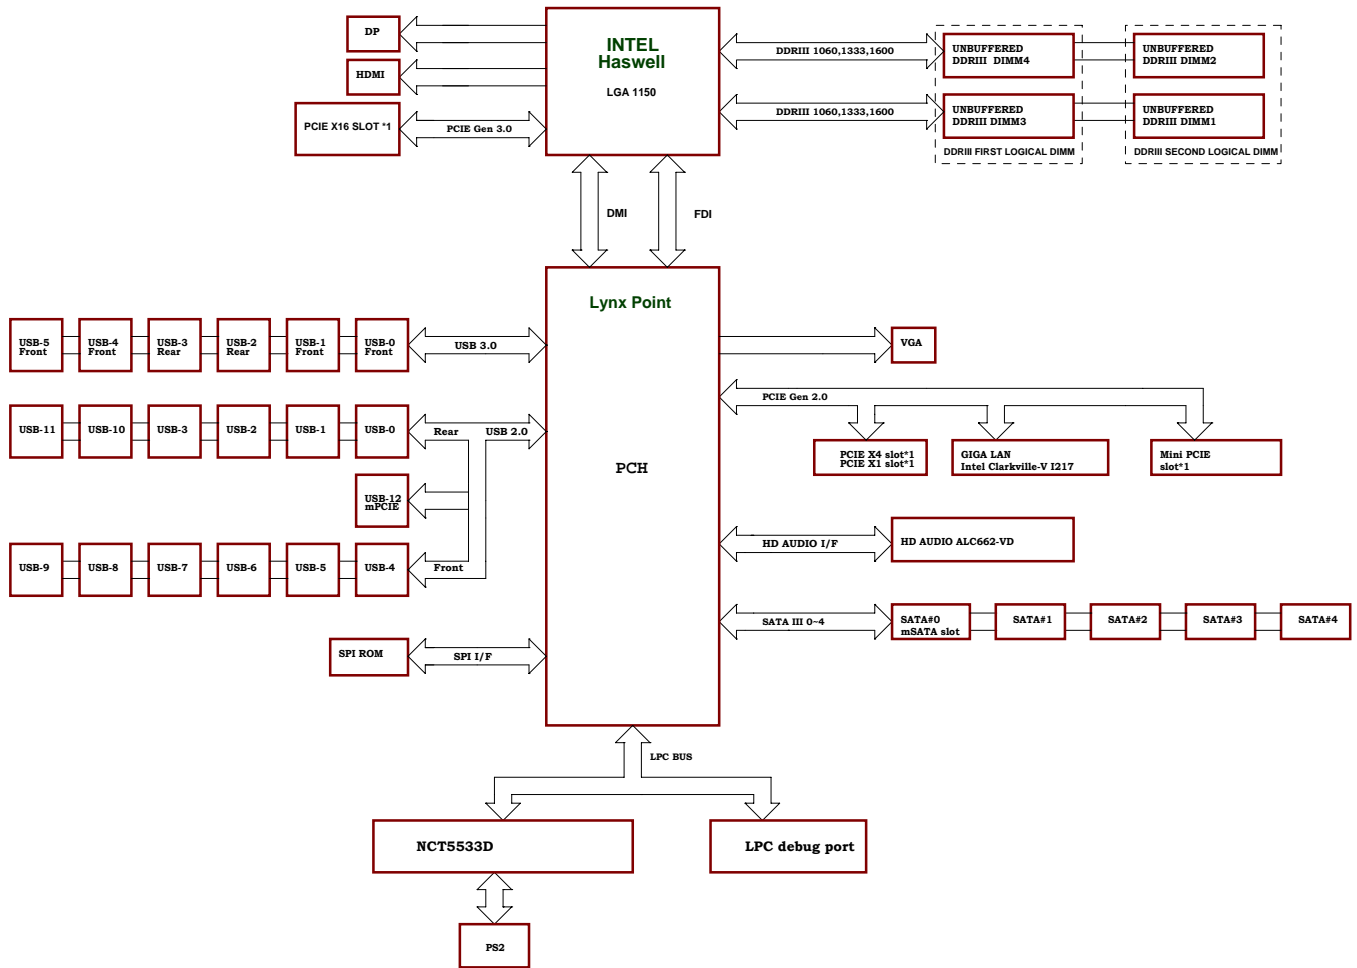 DP
HDMI
PCIE X16 SLOT *1
PCIE Gen 3.0
INTEL
Haswell
LGA 1150
DDRIII 1060,1333,1600
DDRIII 1060,1333,1600
UNBUFFERED
DDRIII DIMM4
UNBUFFERED
DDRIII DIMM2
UNBUFFERED
DDRIII DIMM3
UNBUFFERED
DDRIII DIMM1
DDRIII FIRST LOGICAL DIMM
DDRIII SECOND LOGICAL DIMM
DMI
FDI
Lynx Point
PCH
USB-5
Front
USB-4
Front
USB-3
Rear
USB-2
Rear
USB-1
Front
USB-0
Front
USB 3.0
USB-11
USB-10
USB-3
USB-2
USB-1
USB-0
Rear
USB 2.0
USB-12
mPCIE
USB-9
USB-8
USB-7
USB-6
USB-5
USB-4
Front
SPI ROM
SPI I/F
VGA
PCIE Gen 2.0
PCIE X4 slot*1
PCIE X1 slot*1
GIGA LAN
Intel Clarkville-V I217
Mini PCIE
slot*1
HD AUDIO I/F
HD AUDIO ALC662-VD
SATA III 0~4
SATA#0
mSATA slot
SATA#1
SATA#2
SATA#3
SATA#4
LPC BUS
NCT5533D
LPC debug port
PS2